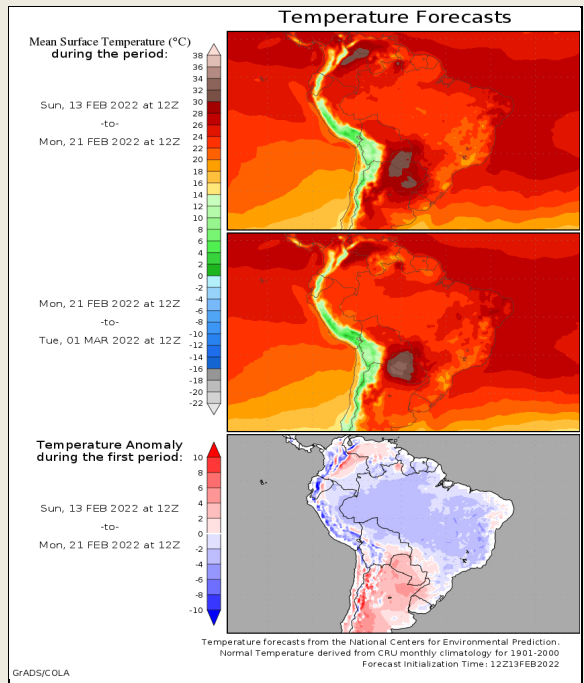 Temperature Forecasts
Mean Surface Temperature (°C)
during the period:
Sun, 13 FEB 2022 at 12Z
-to-
Mon, 21 FEB 2022 at 12Z
38
36
34
32
30
28
26
24
22
20
18
16
14
12
10
8
6
4
2
0
-2
-4
-6
-8
-10
-12
-14
-16
-18
-20
-22
Mon, 21 FEB 2022 at 12Z
-to-
Tue, 01 MAR 2022 at 12Z
Temperature Anomaly
during the first period:
Sun, 13 FEB 2022 at 12Z
-to-
Mon, 21 FEB 2022 at 12Z
10
8
6
4
2
0
-2
-4
-6
-8
-10
Temperature forecasts from the National Centers for Environmental Prediction.
Normal Temperature derived from CRU monthly climatology for 1901-2000
Forecast Initialization Time: 12Z13FEB2022
GrADS/COLA